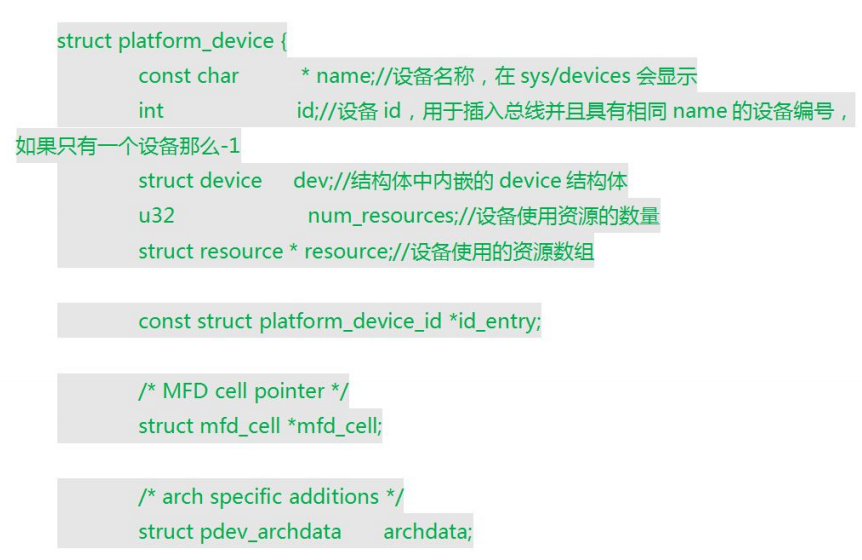 struct platform_device {
const char * name;//设备名称，在 sys/devices 会显示
int id;//设备 id，用于插入总线并且具有相同 name 的设备编号，
如果只有一个设备那么-1
struct device dev;//结构体中内嵌的 device 结构体
u32 num_resources;//设备使用资源的数量
struct resource * resource;//设备使用的资源数组
const struct platform_device_id *id_entry;
/* MFD cell pointer */
struct mfd_cell *mfd_cell;
/* arch specific additions */
struct pdev_archdata archdata;